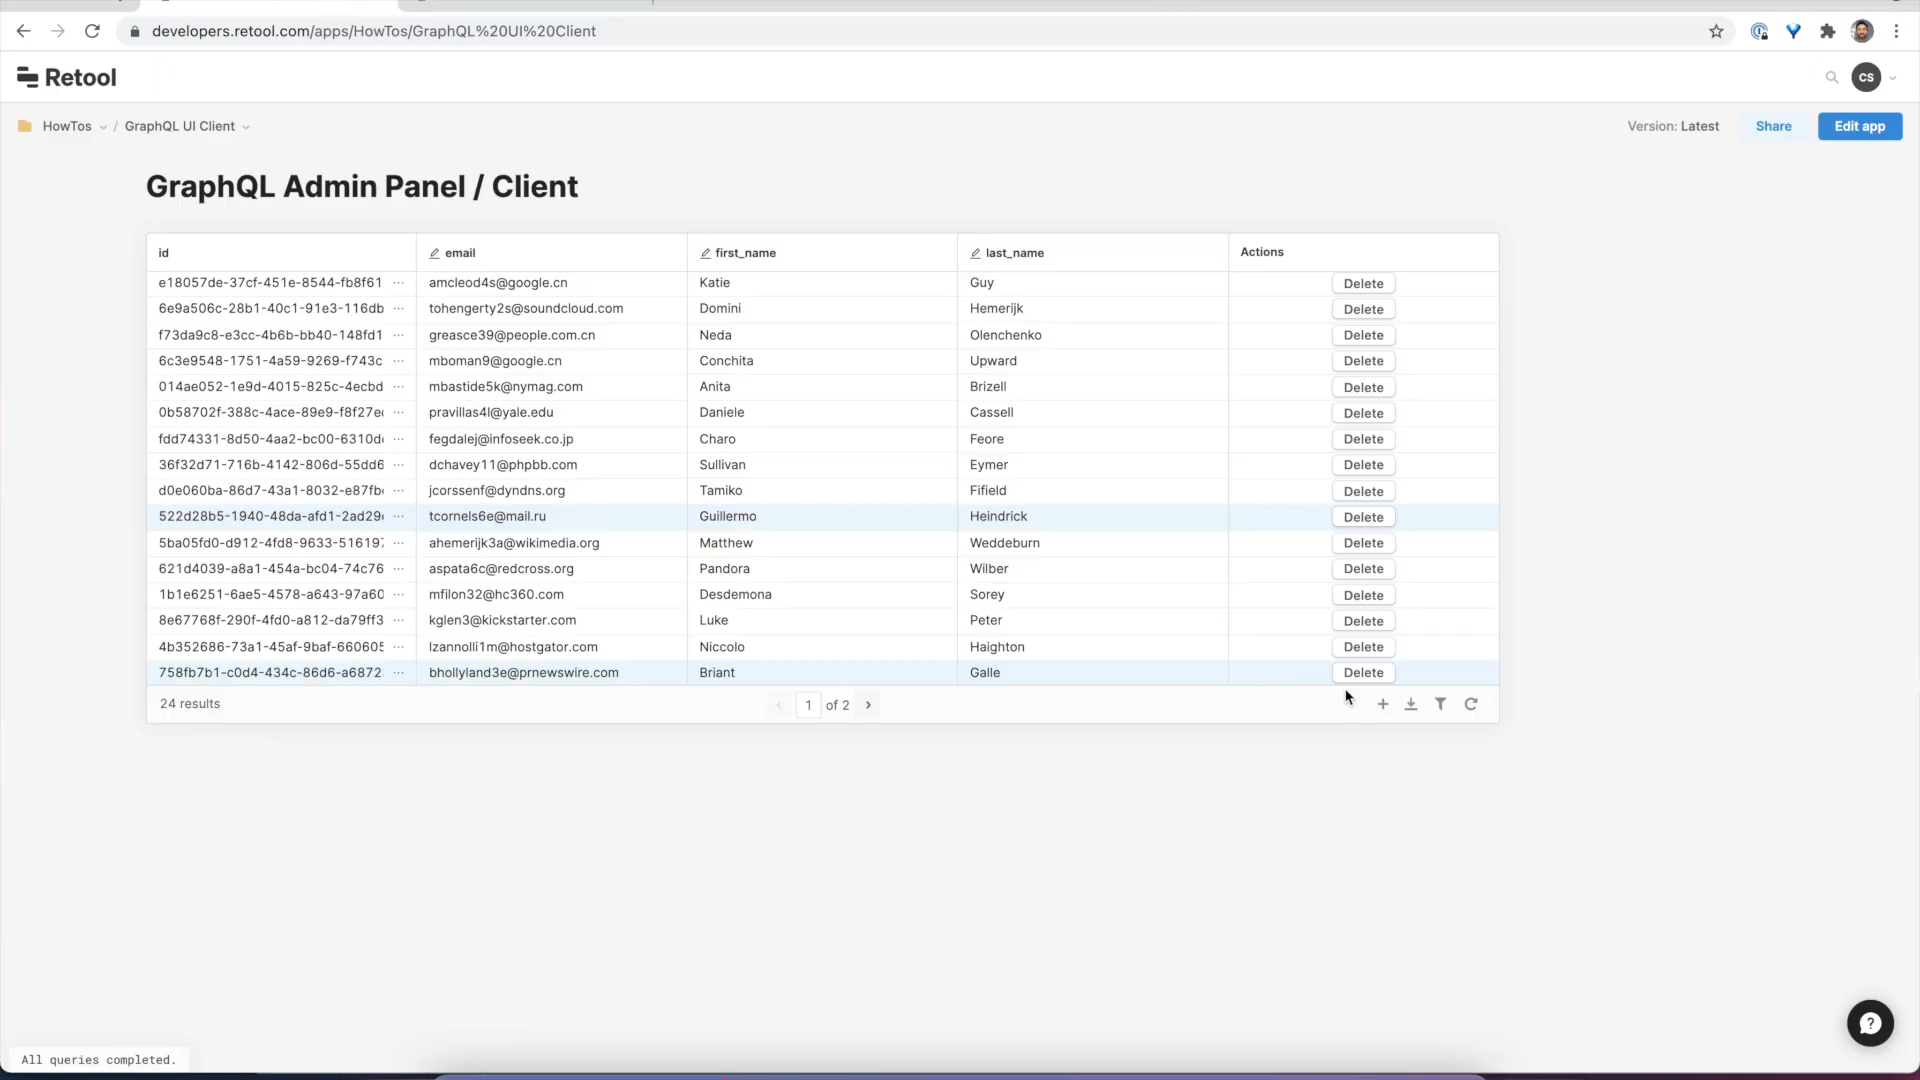 developers.retool.com/apps/HowTos/GraphQL%20UI%20Client
Retool
CS
HowTos / GraphQL UI Client
Version: Latest Share Edit app
GraphQL Admin Panel / Client
id email first_name last_name Actions
e18057de-37cf-451e-8544-fb8f61 ··· amcleod4s@google.cn Katie Guy Delete
6e9a506c-28b1-40c1-91e3-116db ··· tohengerty2s@soundcloud.com Domini Hemerijk Delete
f73da9c8-e3cc-4b6b-bb40-148fd1 ··· greasce39@people.com.cn Neda Olenchenko Delete
6c3e9548-1751-4a59-9269-f743c ··· mboman9@google.cn Conchita Upward Delete
014ae052-1e9d-4015-825c-4ecbd ··· mbastide5k@nymag.com Anita Brizell Delete
0b58702f-388c-4ace-89e9-f8f27e ··· pravillas4l@yale.edu Daniele Cassell Delete
fdd74331-8d50-4aa2-bc00-6310d ··· fegdalej@infoseek.co.jp Charo Feore Delete
36f32d71-716b-4142-806d-55dd6 ··· dchavey11@phpbb.com Sullivan Eymer Delete
d0e060ba-86d7-43a1-8032-e87fb ··· jcorssenf@dyndns.org Tamiko Fifield Delete
522d28b5-1940-48da-afd1-2ad29 ··· tcornels6e@mail.ru Guillermo Heindrick Delete
5ba05fd0-d912-4fd8-9633-51619 ··· ahemerijk3a@wikimedia.org Matthew Weddeburn Delete
621d4039-a8a1-454a-bc04-74c76 ··· aspata6c@redcross.org Pandora Wilber Delete
1b1e6251-6ae5-4578-a643-97a60 ··· mfilon32@hc360.com Desdemona Sorey Delete
8e67768f-290f-4fd0-a812-da79ff3 ··· kglen3@kickstarter.com Luke Peter Delete
4b352686-73a1-45af-9baf-660605 ··· lzannolli1m@hostgator.com Niccolo Haighton Delete
758fb7b1-c0d4-434c-86d6-a6872 ··· bhollyland3e@prnewswire.com Briant Galle Delete
24 results 1 of 2
All queries completed.